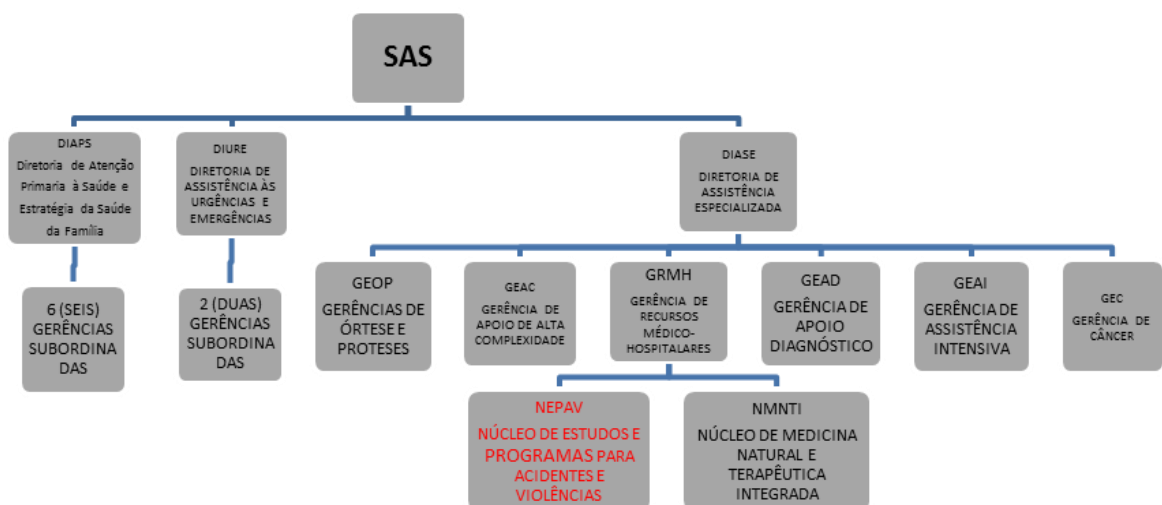 SAS
DIAPS
Diretoria de Atenção
Primaria à Saúde e
Estratégia da Saúde
da Família
DIURE
DIRETORIA DE
ASSISTÊNCIA ÀS
URGÊNCIAS E
EMERGÊNCIAS
DIASE
DIRETORIA DE
ASSISTÊNCIA
ESPECIALIZADA
6 (SEIS)
GERÊNCIAS
SUBORDINA
DAS
2 (DUAS)
GERÊNCIAS
SUBORDINA
DAS
GEOP
GERÊNCIAS DE
ÓRTESE E
PROTESES
GEAC
GERÊNCIA DE
APOIO DE ALTA
COMPLEXIDADE
GRMH
GERÊNCIA DE
RECURSOS
MÉDICO-
HOSPITALARES
GEAD
GERÊNCIA DE
APOIO
DIAGNÓSTICO
GEAI
GERÊNCIA DE
ASSISTÊNCIA
INTENSIVA
GEC
GERÊNCIA DE
CÂNCER
NEPAV
NÚCLEO DE ESTUDOS E
PROGRAMAS PARA
ACIDENTES E
VIOLÊNCIAS
NMNTI
NÚCLEO DE MEDICINA
NATURAL E
TERAPÊUTICA
INTEGRADA